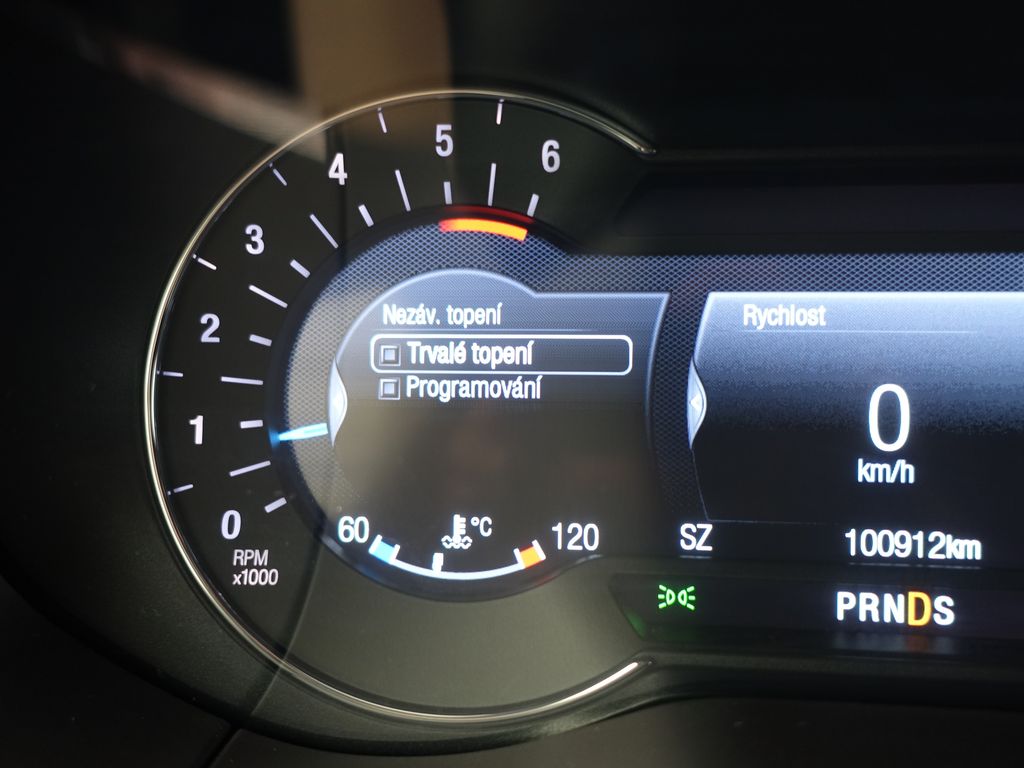 6
5
4
3
2
1
0
RPM
x1000
Nezáv. topení
Trvalé topení
Programování
60 °C 120
Rychlost
0
km/h
SZ 100912km
PRNDS